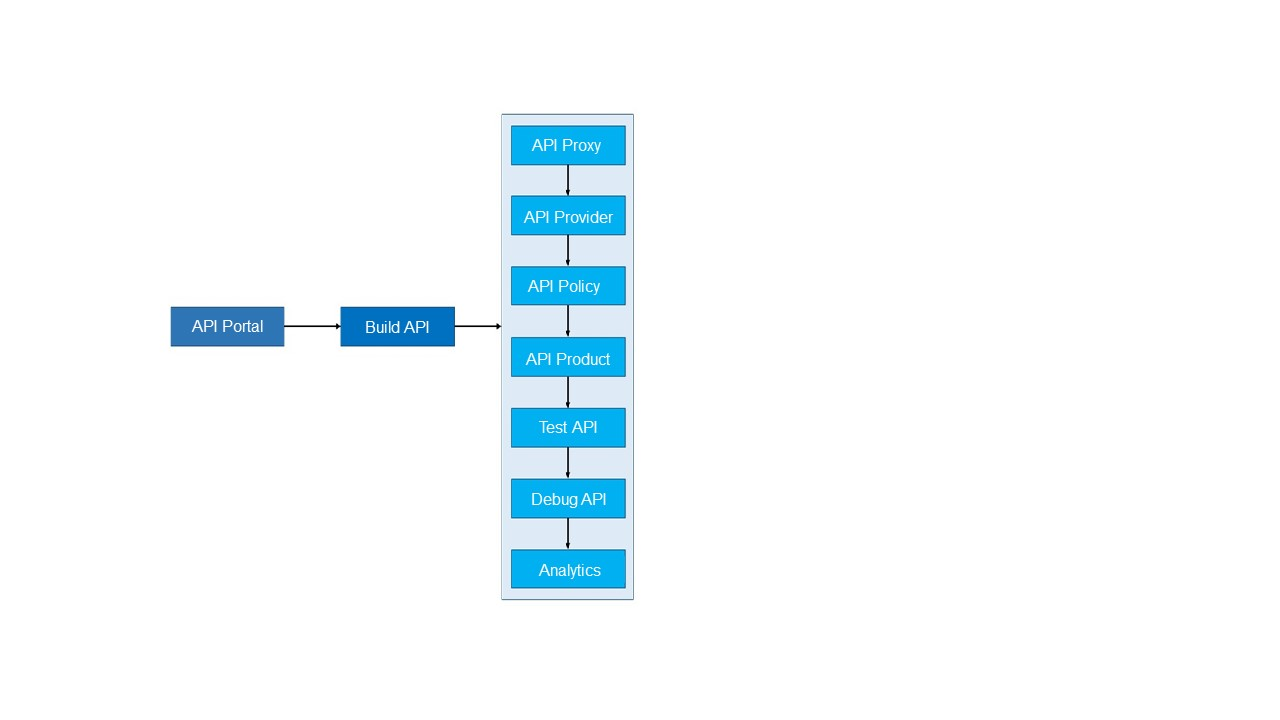 API Portal
Build API
API Proxy
API Provider
API Policy
API Product
Test API
Debug API
Analytics